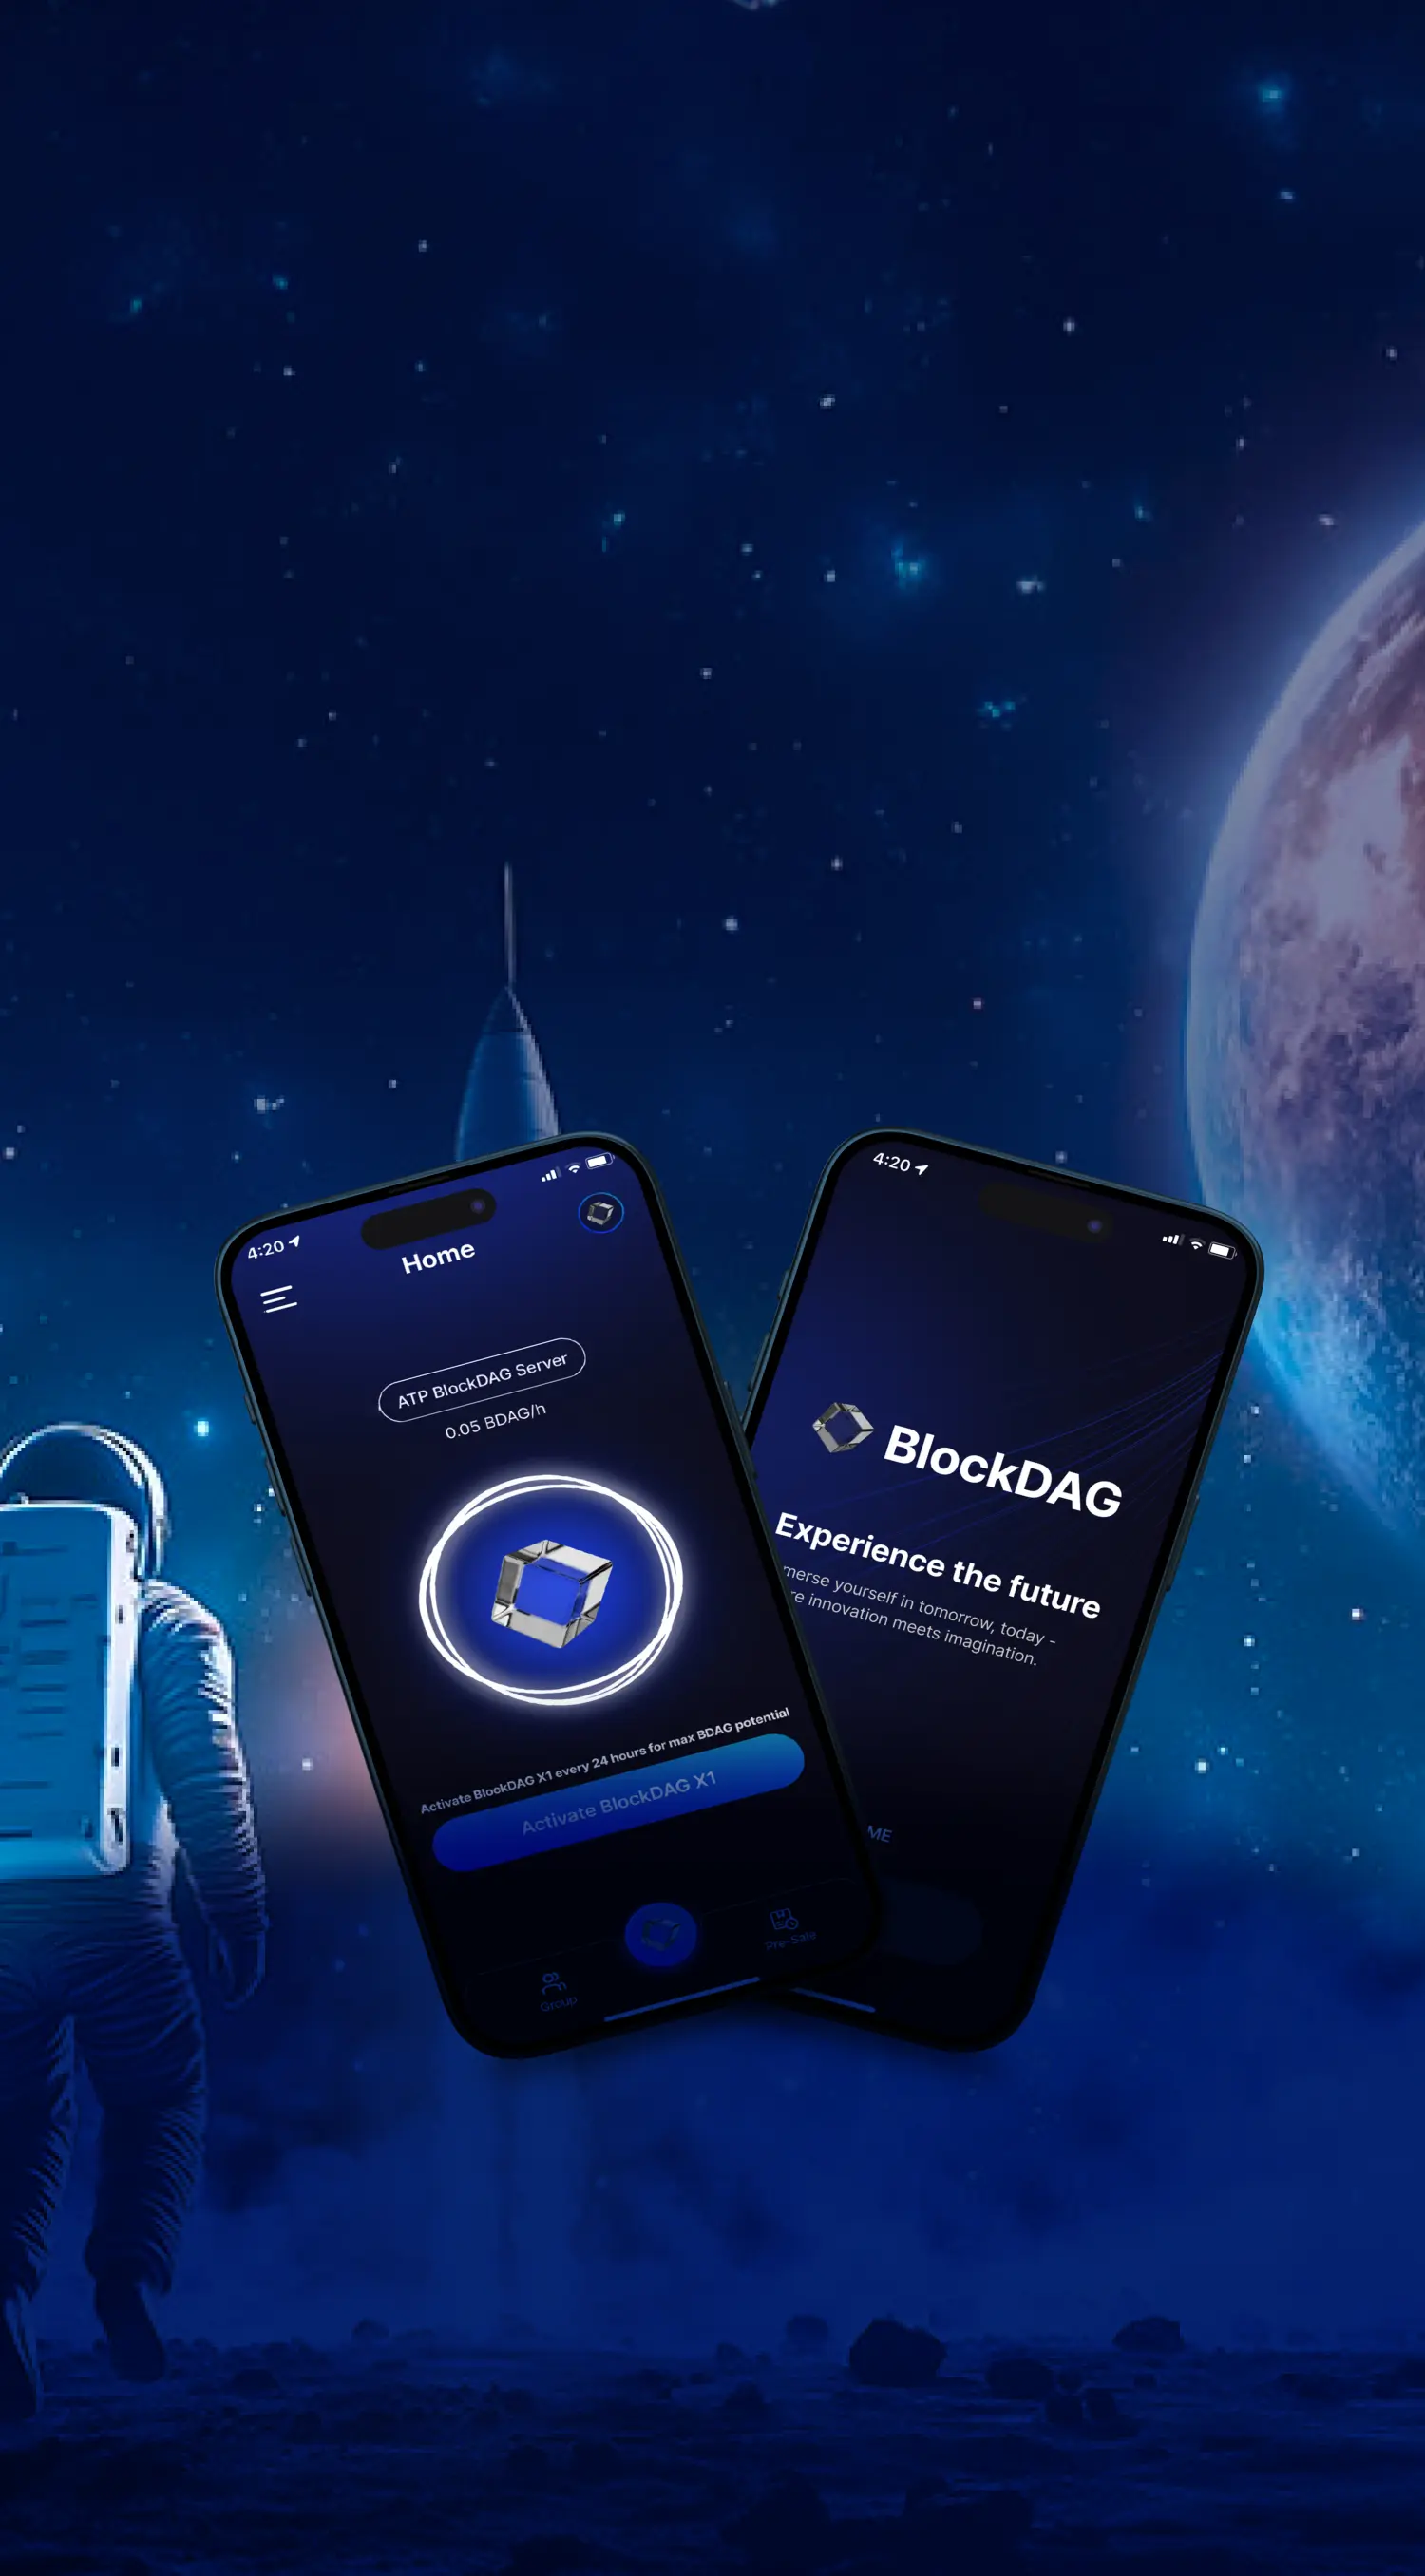 4:20
Home
ATP BlockDAG Server
0.05 BDAG/h
Activate BlockDAG X1 every 24 hours for max BDAG potential
Activate BlockDAG X1
Group
Pre-Sale
4:20
BlockDAG
Experience the future
merse yourself in tomorrow, today -
re innovation meets imagination.
ME